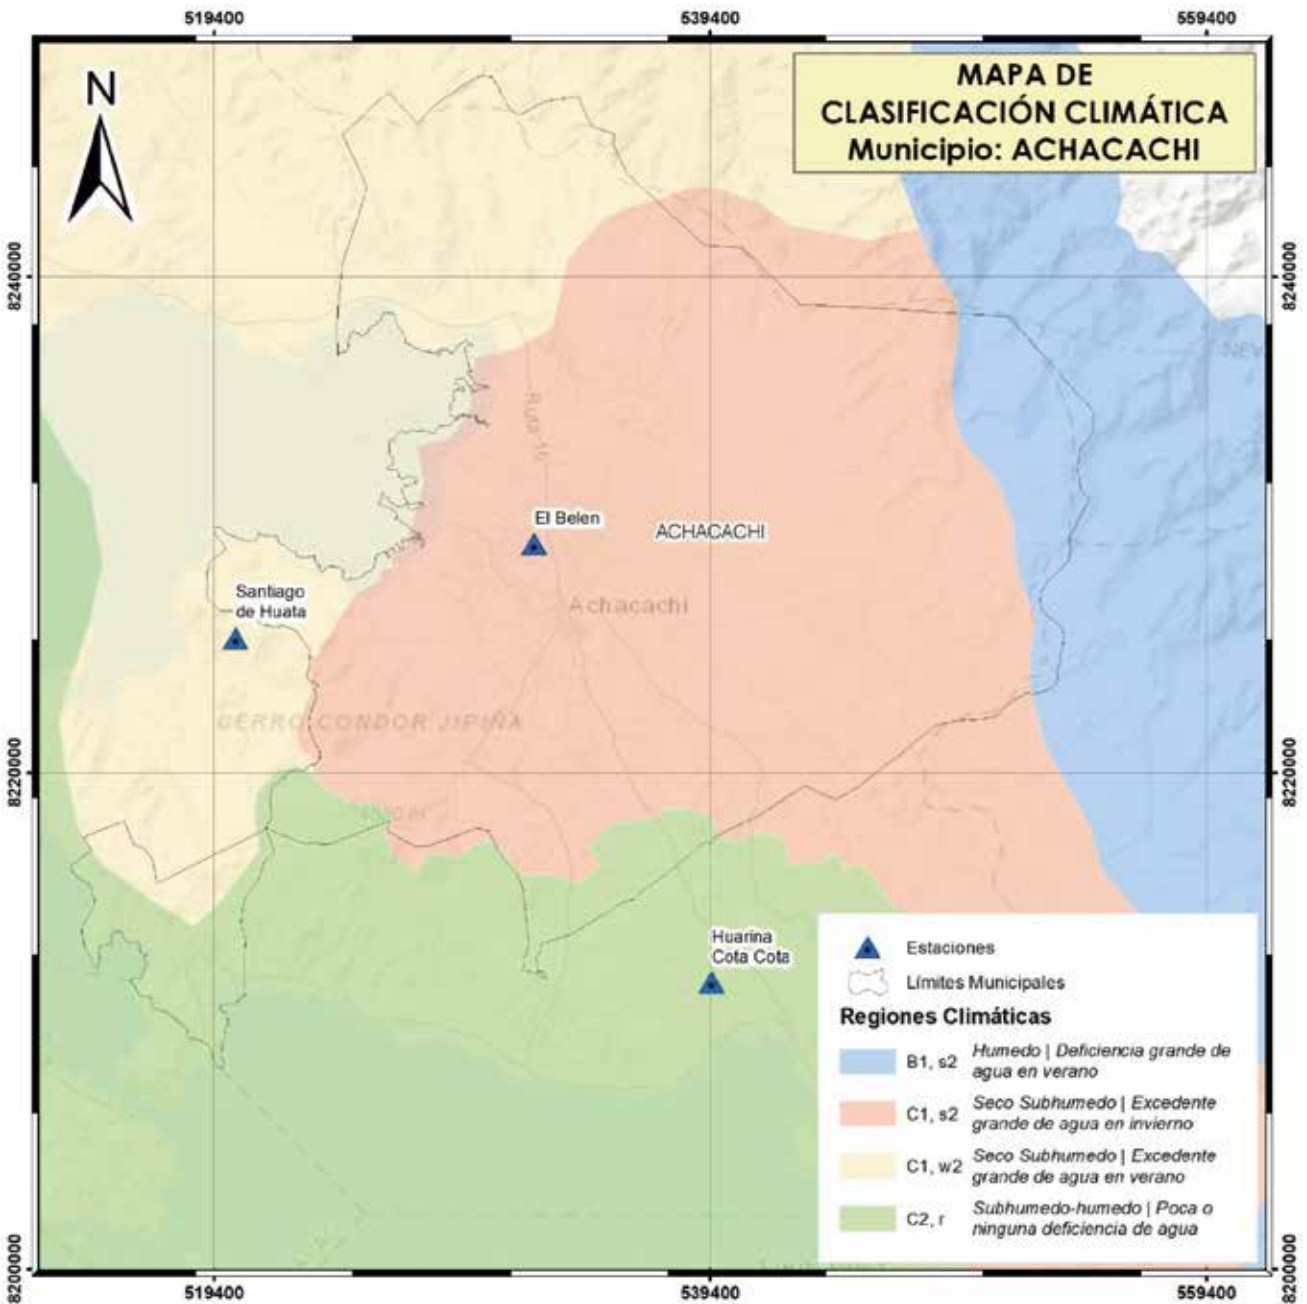 519400
539400
559400
N
MAPA DE
CLASIFICACIÓN CLIMÁTICA
Municipio: ACHACACHI
8240000
8240000
NEV
Ruta 16
El Belen
ACHACACHI
Santiago
de Huata
Achacachi
CERRO CONDOR JIPIÑA
8220000
8220000
Huarina
Cota Cota
Estaciones
Límites Municipales
Regiones Climáticas
B1, s2
Humedo | Deficiencia grande de
agua en verano
C1, s2
Seco Subhumedo | Excedente
grande de agua en invierno
C1, w2
Seco Subhumedo | Excedente
grande de agua en verano
C2, r
Subhumedo-humedo | Poca o
ninguna deficiencia de agua
8200000
8200000
519400
539400
559400